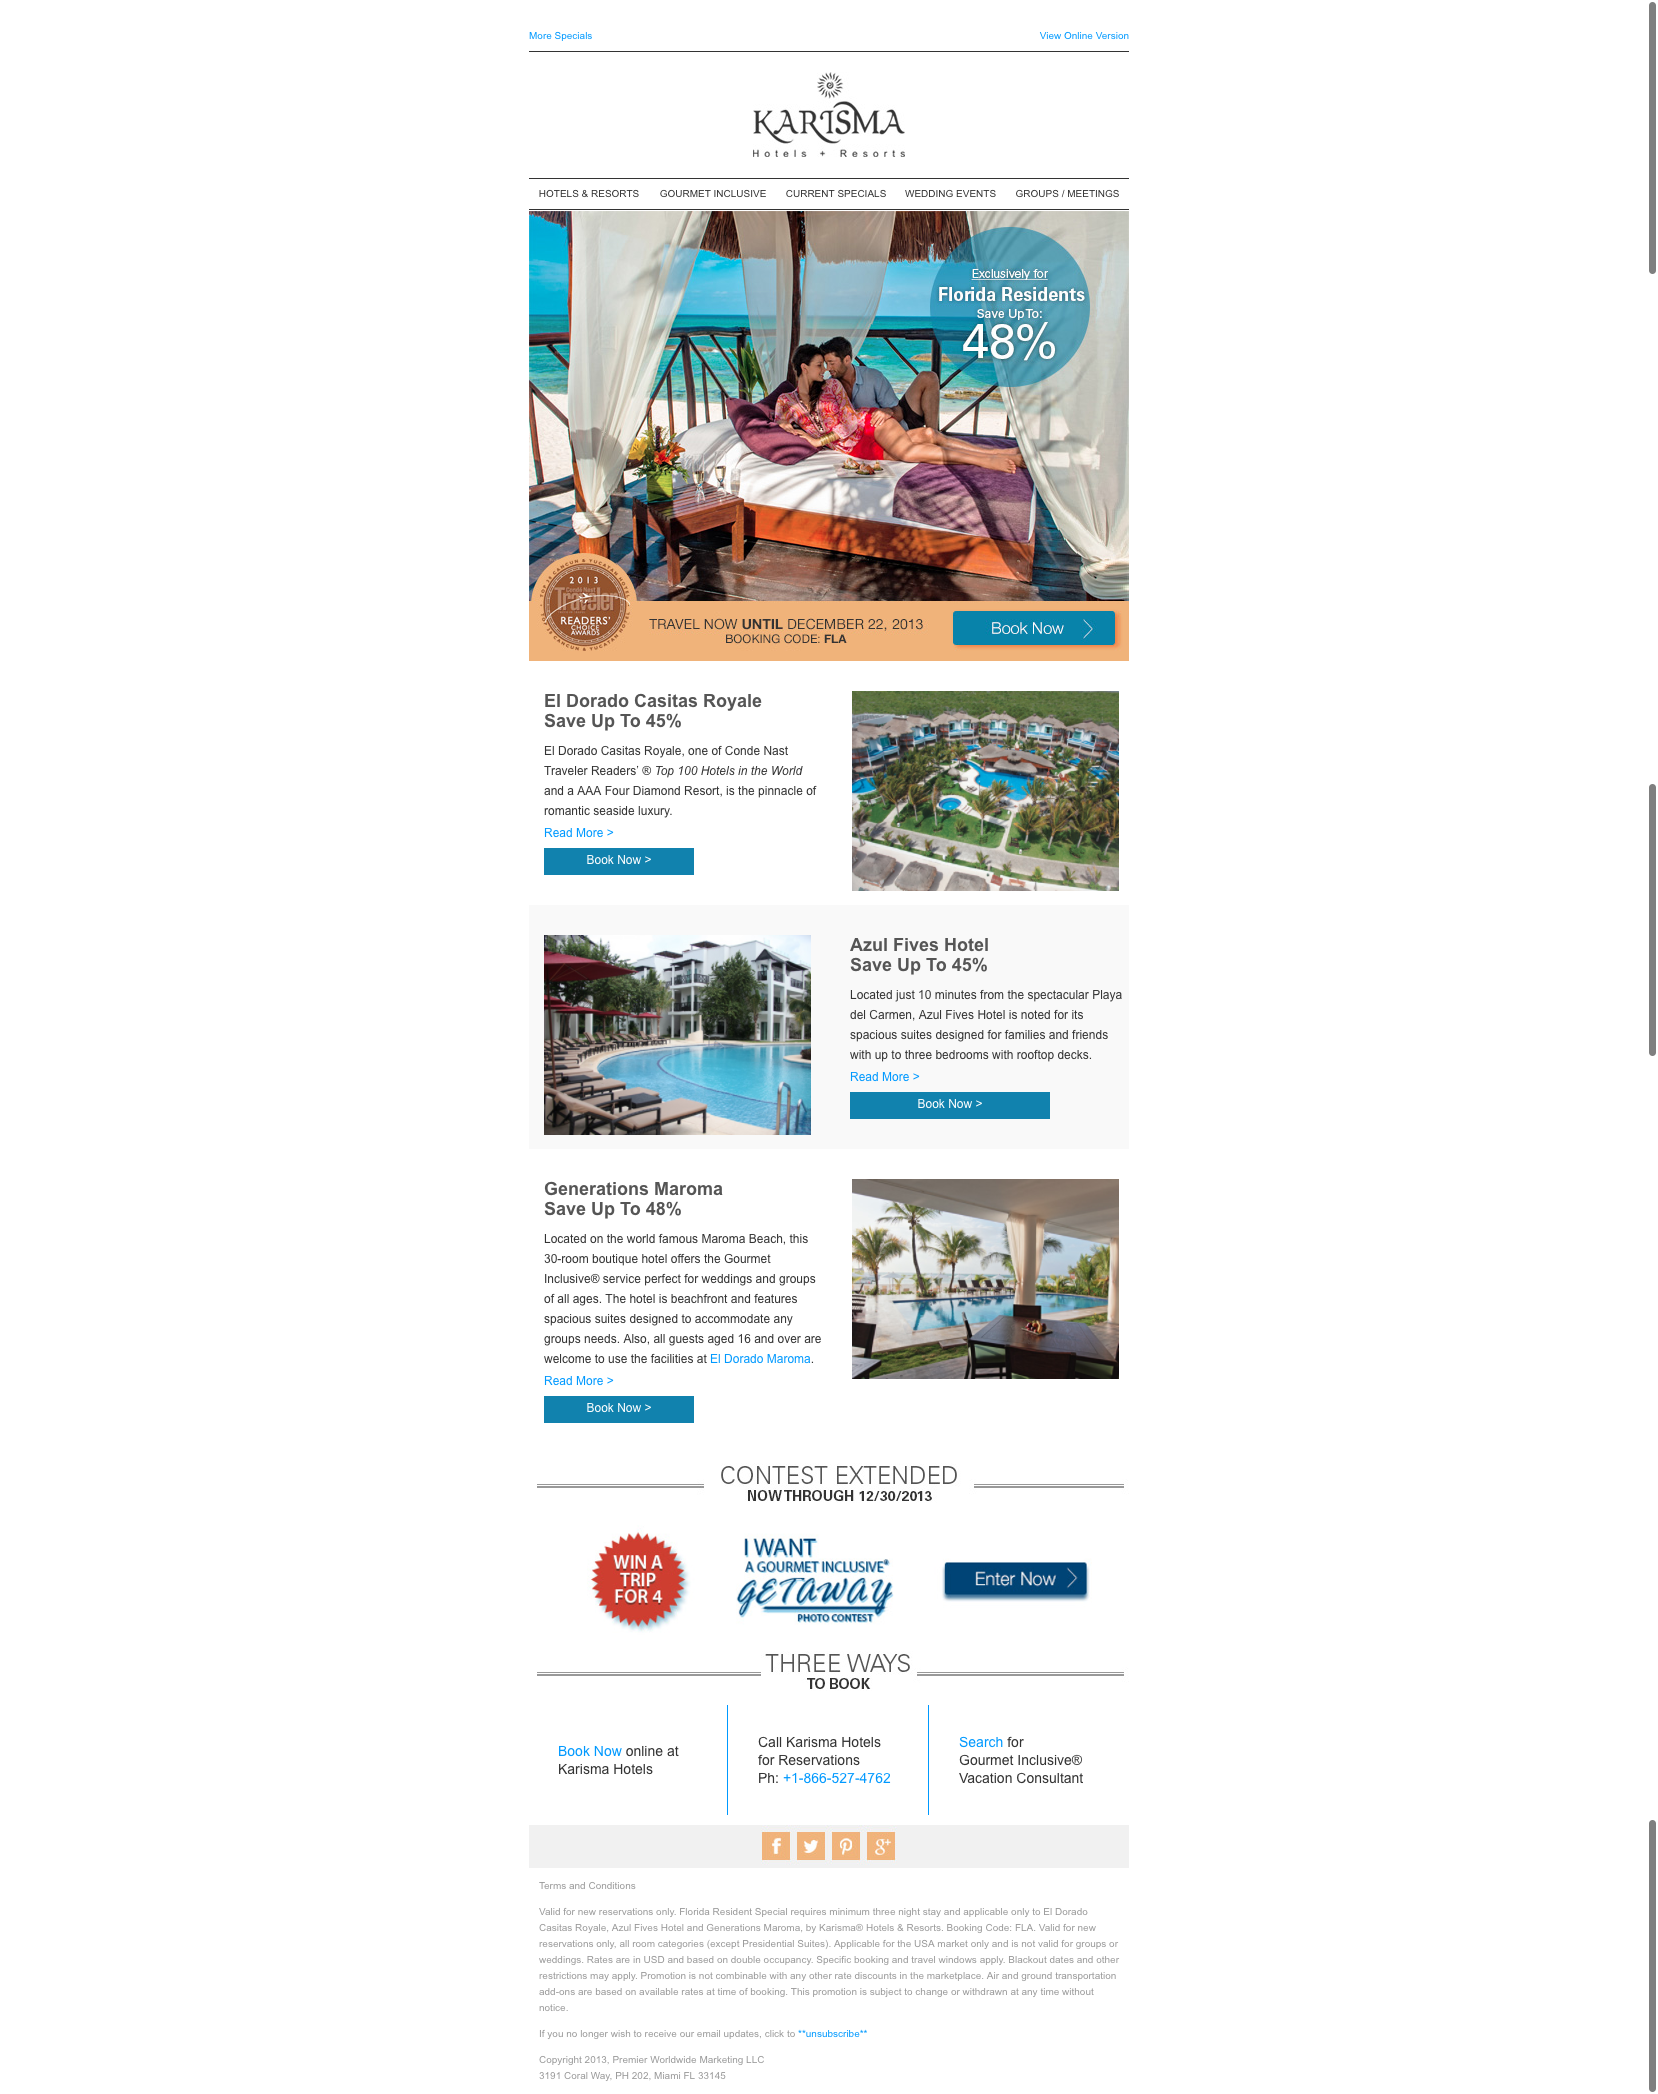 More Specials
View Online Version
KARISMA
Hotels + Resorts
HOTELS & RESORTS GOURMET INCLUSIVE CURRENT SPECIALS WEDDING EVENTS GROUPS / MEETINGS
Exclusively for
Florida Residents
Save Up To:
48%
2013
Traveler
READERS'
CHOICE
AWARDS
TRAVEL NOW UNTIL DECEMBER 22, 2013
BOOKING CODE: FLA
Book Now
El Dorado Casitas Royale
Save Up To 45%
El Dorado Casitas Royale, one of Conde Nast
Traveler Readers’ ® Top 100 Hotels in the World
and a AAA Four Diamond Resort, is the pinnacle of
romantic seaside luxury.
Read More >
Book Now >
Azul Fives Hotel
Save Up To 45%
Located just 10 minutes from the spectacular Playa
del Carmen, Azul Fives Hotel is noted for its
spacious suites designed for families and friends
with up to three bedrooms with rooftop decks.
Read More >
Book Now >
Generations Maroma
Save Up To 48%
Located on the world famous Maroma Beach, this
30-room boutique hotel offers the Gourmet
Inclusive® service perfect for weddings and groups
of all ages. The hotel is beachfront and features
spacious suites designed to accommodate any
groups needs. Also, all guests aged 16 and over are
welcome to use the facilities at El Dorado Maroma.
Read More >
Book Now >
CONTEST EXTENDED
NOW THROUGH 12/30/2013
WIN A
TRIP
FOR 4
I WANT
A GOURMET INCLUSIVE®
GETAWAY
PHOTO CONTEST
Enter Now
THREE WAYS
TO BOOK
Book Now online at
Karisma Hotels
Call Karisma Hotels
for Reservations
Ph: +1-866-527-4762
Search for
Gourmet Inclusive®
Vacation Consultant
Terms and Conditions
Valid for new reservations only. Florida Resident Special requires minimum three night stay and applicable only to El Dorado
Casitas Royale, Azul Fives Hotel and Generations Maroma, by Karisma® Hotels & Resorts. Booking Code: FLA. Valid for new
reservations only, all room categories (except Presidential Suites). Applicable for the USA market only and is not valid for groups or
weddings. Rates are in USD and based on double occupancy. Specific booking and travel windows apply. Blackout dates and other
restrictions may apply. Promotion is not combinable with any other rate discounts in the marketplace. Air and ground transportation
add-ons are based on available rates at time of booking. This promotion is subject to change or withdrawn at any time without
notice.
If you no longer wish to receive our email updates, click to **unsubscribe**
Copyright 2013, Premier Worldwide Marketing LLC
3191 Coral Way, PH 202, Miami FL 33145